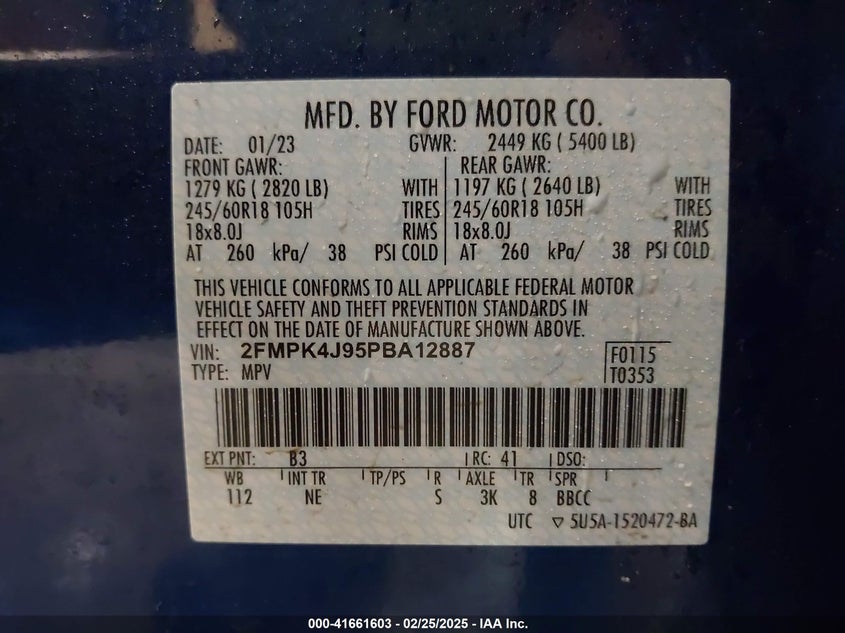 MFD. BY FORD MOTOR CO.
DATE: 01/23 GVWR: 2449 KG ( 5400 LB)
FRONT GAWR: REAR GAWR:
1279 KG ( 2820 LB) WITH 1197 KG ( 2640 LB) WITH
245/60R18 105H TIRES 245/60R18 105H TIRES
18x8.0J RIMS 18x8.0J RIMS
AT 260 kPa/ 38 PSI COLD AT 260 kPa/ 38 PSI COLD
THIS VEHICLE CONFORMS TO ALL APPLICABLE FEDERAL MOTOR
VEHICLE SAFETY AND THEFT PREVENTION STANDARDS IN
EFFECT ON THE DATE OF MANUFACTURE SHOWN ABOVE.
VIN: 2FMPK4J95PBA12887 F0115
TYPE: MPV T0353
EXT PNT: B3 RC: 41 DSO:
WB INT TR TP/PS R AXLE TR SPR
112 NE S 3K 8 BBCC
UTC ▽ 5U5A-1520472-BA
000-41661603 - 02/25/2025 - IAA Inc.